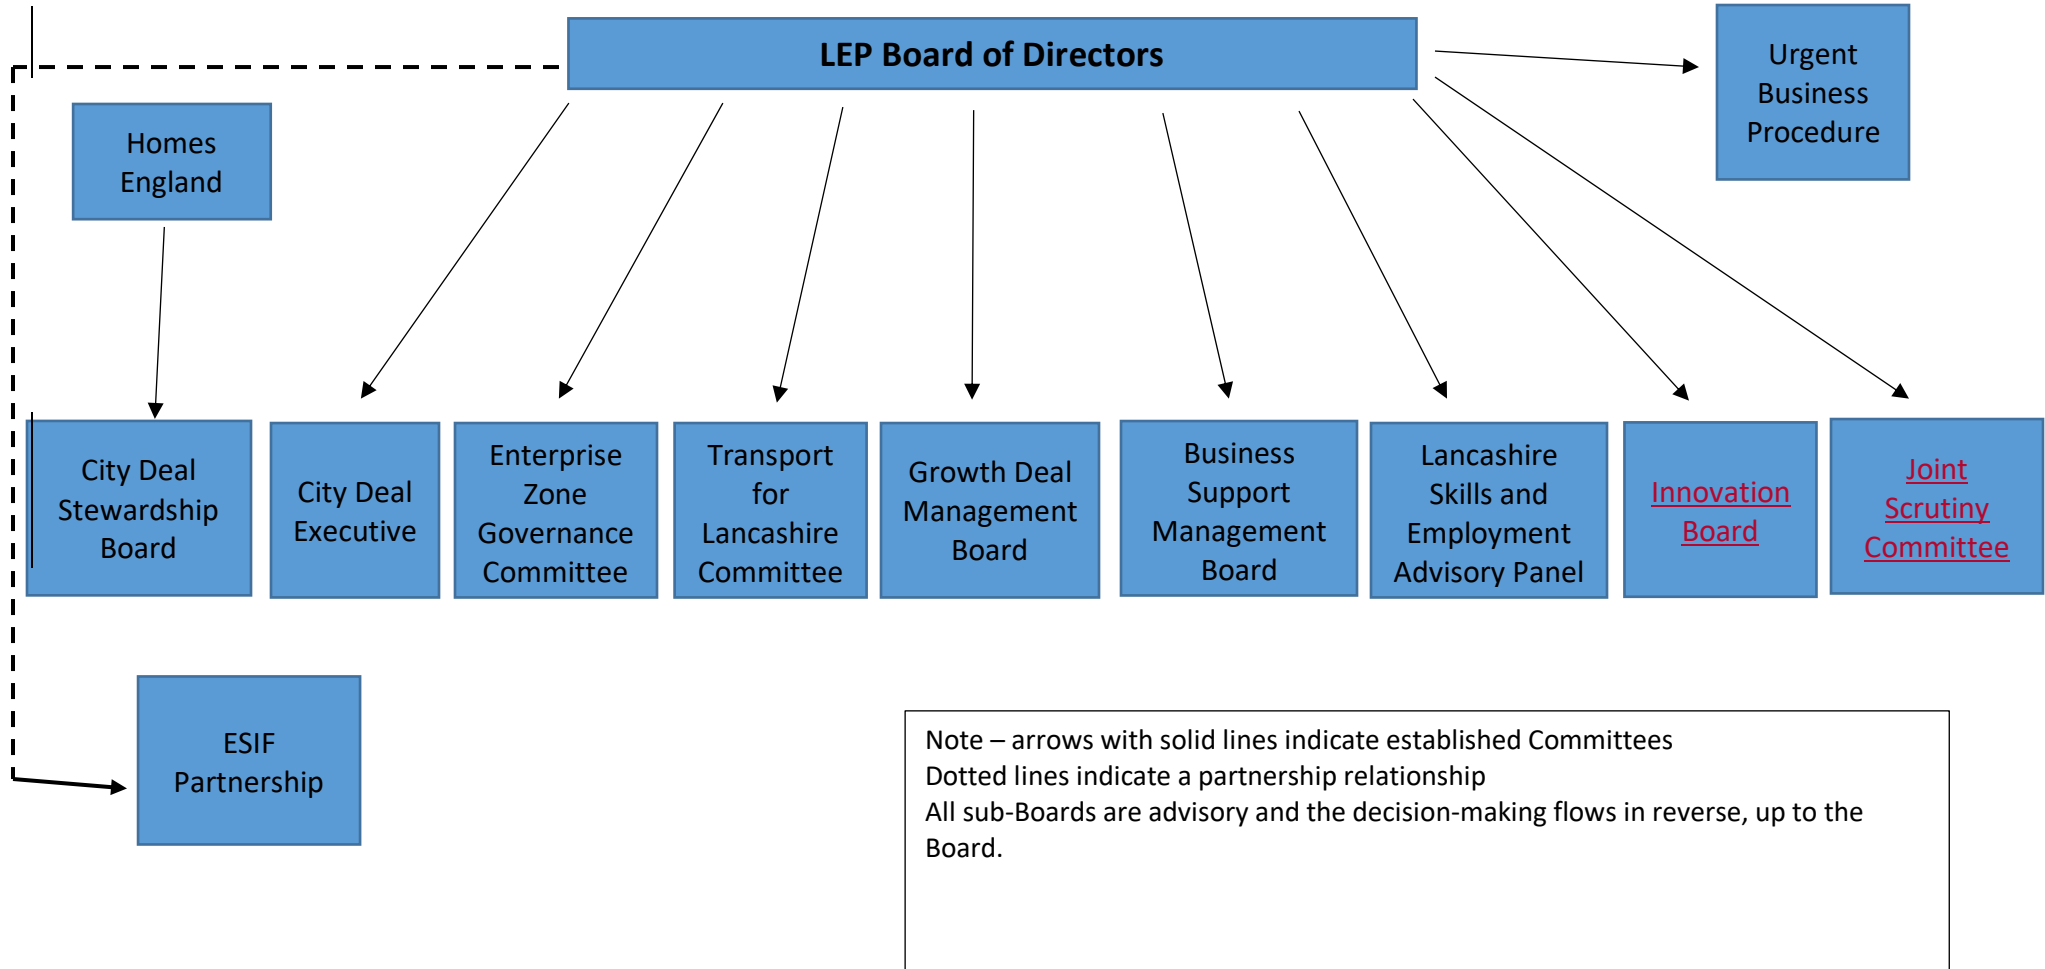 LEP Board of Directors
Urgent
Business
Procedure
Homes
England
City Deal
Stewardship
Board
City Deal
Executive
Enterprise
Zone
Governance
Committee
Transport
for
Lancashire
Committee
Growth Deal
Management
Board
Business
Support
Management
Board
Lancashire
Skills and
Employment
Advisory Panel
Innovation
Board
Joint
Scrutiny
Committee
ESIF
Partnership
Note – arrows with solid lines indicate established Committees
Dotted lines indicate a partnership relationship
All sub-Boards are advisory and the decision-making flows in reverse, up to the
Board.